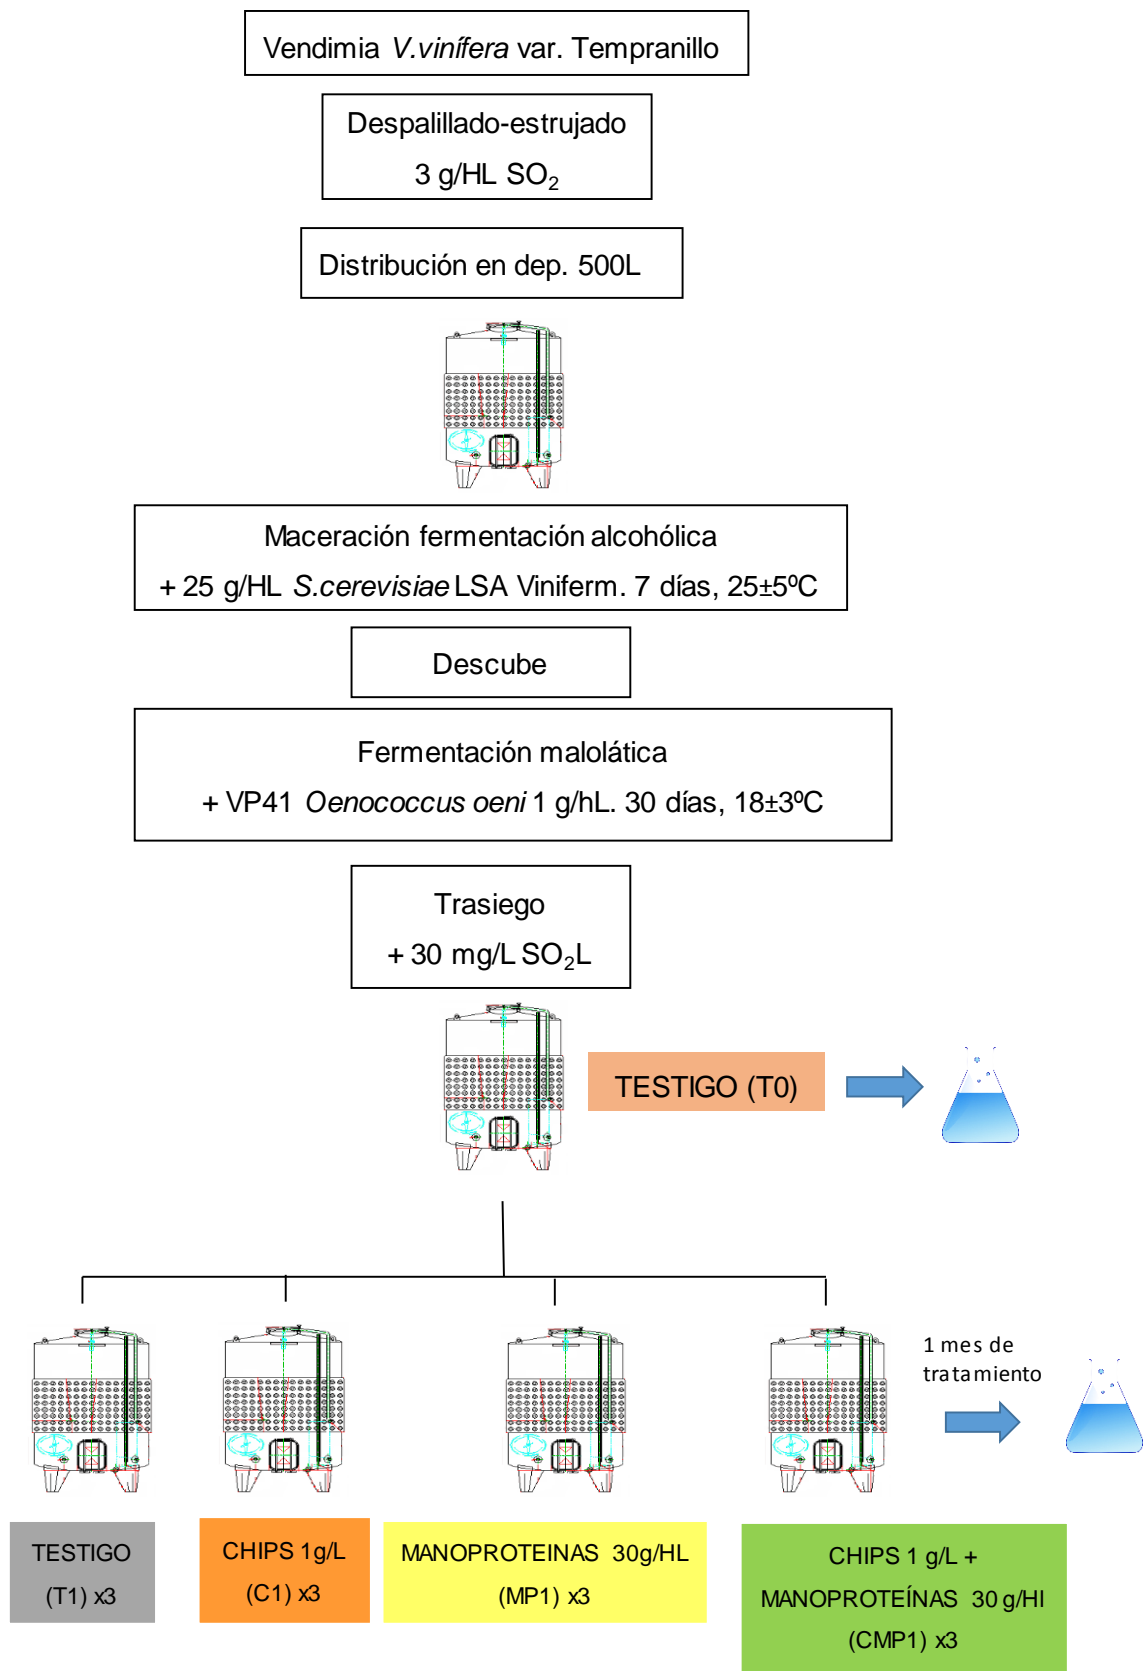 Vendimia V.vinífera var. Tempranillo
Despalillado-estrujado
3 g/HL SO₂
Distribución en dep. 500L
Maceración fermentación alcohólica
+ 25 g/HL S.cerevisiae LSA Viniferm. 7 días, 25±5ºC
Descube
Fermentación malolática
+ VP41 Oenococcus oeni 1 g/hL. 30 días, 18±3ºC
Trasiego
+ 30 mg/L SO₂L
TESTIGO (T0)
1 mes de
tratamiento
TESTIGO
(T1) x3
CHIPS 1g/L
(C1) x3
MANOPROTEINAS 30g/HL
(MP1) x3
CHIPS 1 g/L +
MANOPROTEÍNAS 30 g/Hl
(CMP1) x3